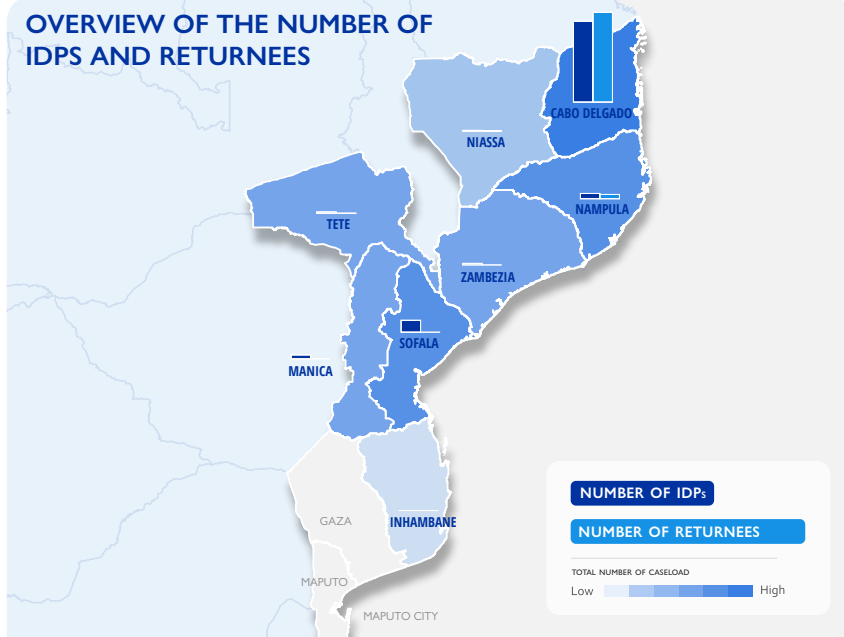 OVERVIEW OF THE NUMBER OF
IDPS AND RETURNEES
CABO DELGADO
NIASSA
NAMPULA
TETE
ZAMBEZIA
SOFALA
MANICA
GAZA
INHAMBANE
MAPUTO
MAPUTO CITY
NUMBER OF IDPs
NUMBER OF RETURNEES
TOTAL NUMBER OF CASELOAD
Low High